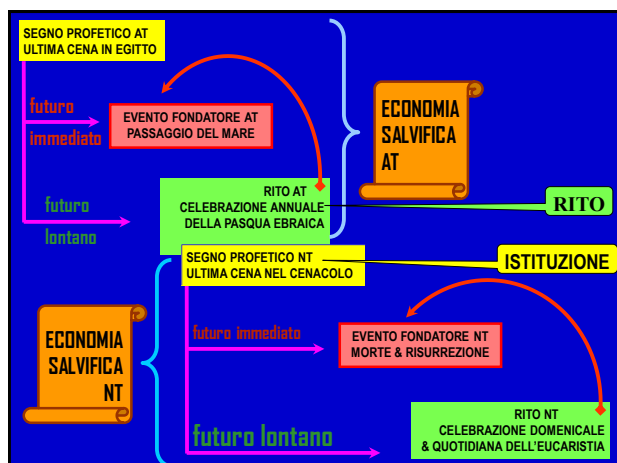 SEGNO PROFETICO AT
ULTIMA CENA IN EGITTO
futuro
immediato
EVENTO FONDATORE AT
PASSAGGIO DEL MARE
ECONOMIA
SALVIFICA
AT
futuro
lontano
RITO AT
CELEBRAZIONE ANNUALE
DELLA PASQUA EBRAICA
RITO
SEGNO PROFETICO NT
ULTIMA CENA NEL CENACOLO
ISTITUZIONE
ECONOMIA
SALVIFICA
NT
futuro immediato
EVENTO FONDATORE NT
MORTE & RISURREZIONE
futuro lontano
RITO NT
CELEBRAZIONE DOMENICALE
& QUOTIDIANA DELL'EUCARISTIA